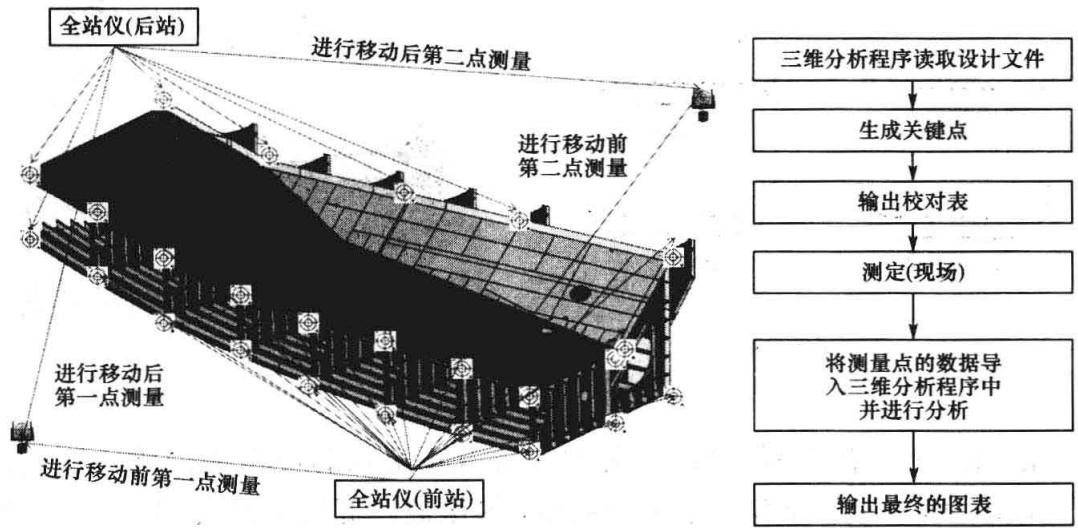 全站仪(后站)
进行移动后第二点测量
进行移动前
第二点测量
进行移动后
第一点测量
进行移动前第一点测量
全站仪(前站)
三维分析程序读取设计文件
生成关键点
输出校对表
测定(现场)
将测量点的数据导
入三维分析程序中
并进行分析
输出最终的图表